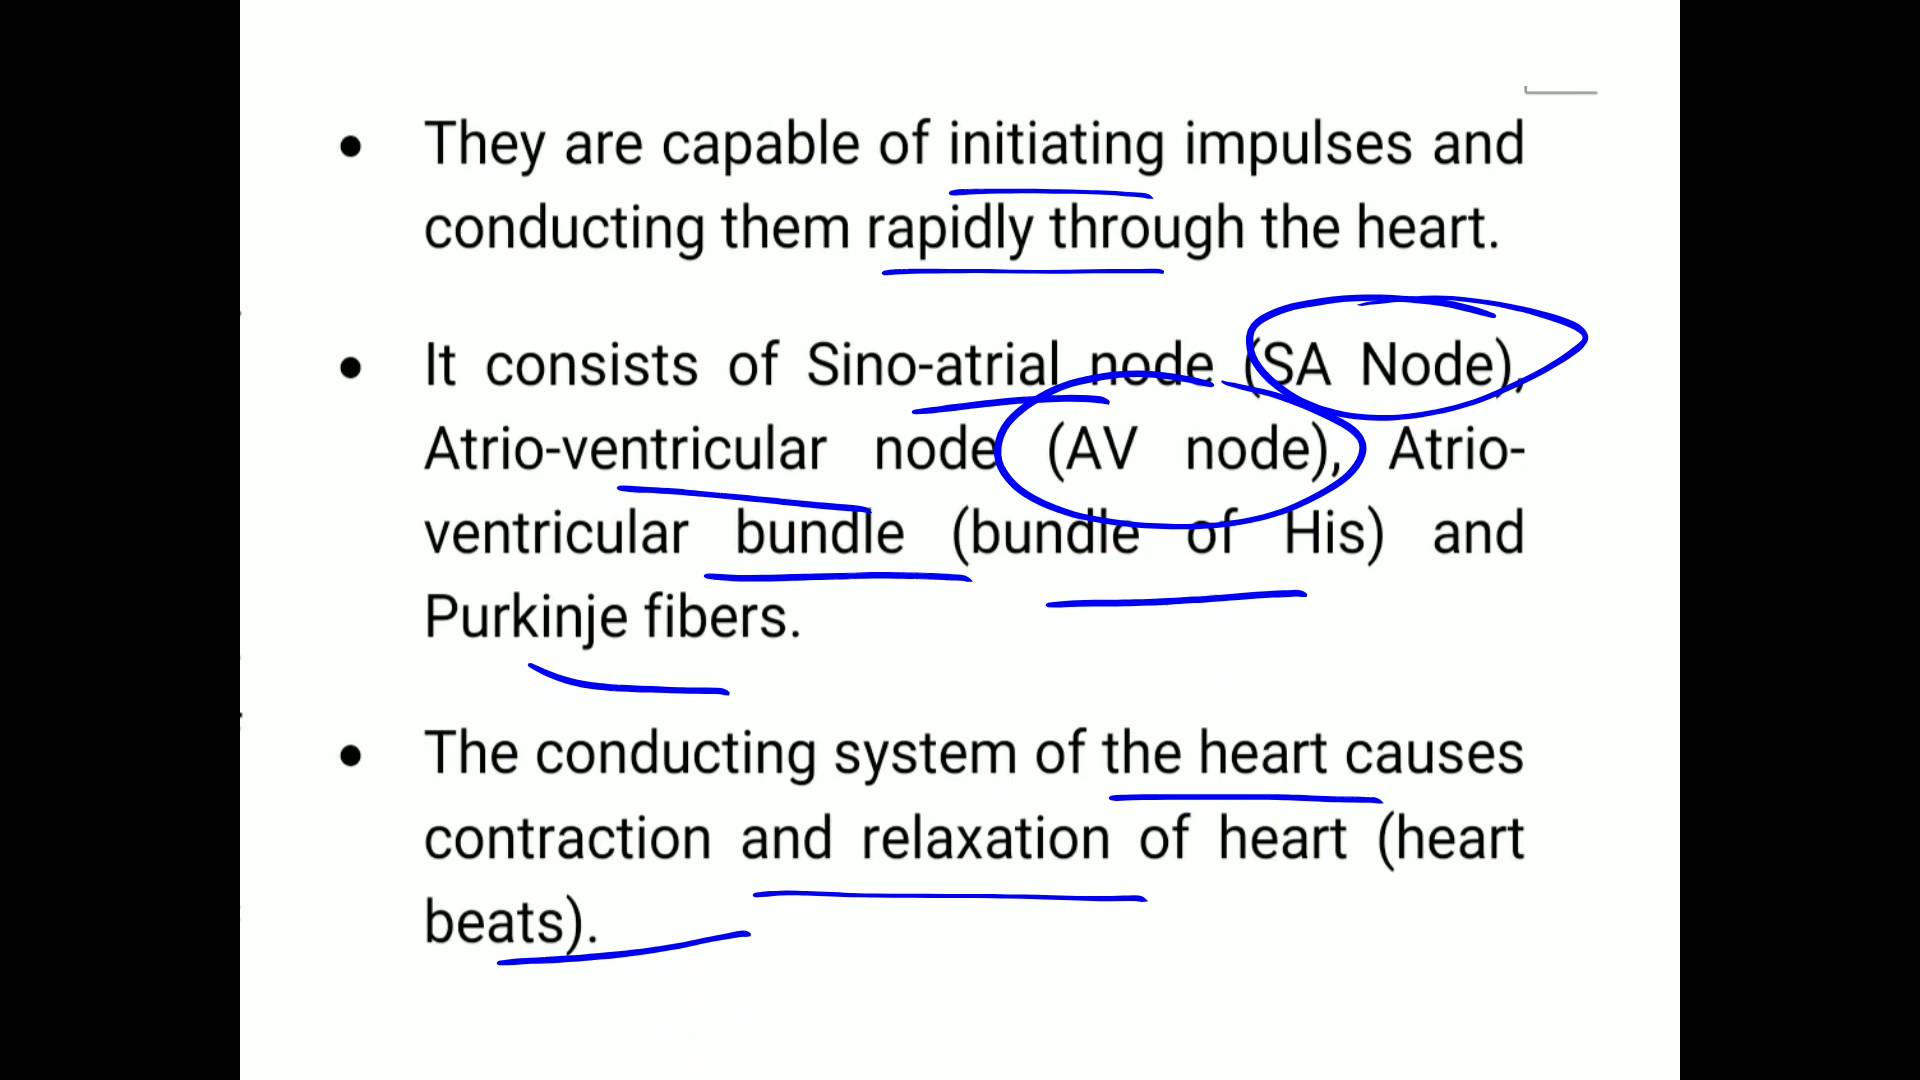 • They are capable of initiating impulses and
conducting them rapidly through the heart.
• It consists of Sino-atrial node (SA Node),
Atrio-ventricular node (AV node), Atrio-
ventricular bundle (bundle of His) and
Purkinje fibers.
• The conducting system of the heart causes
contraction and relaxation of heart (heart
beats).